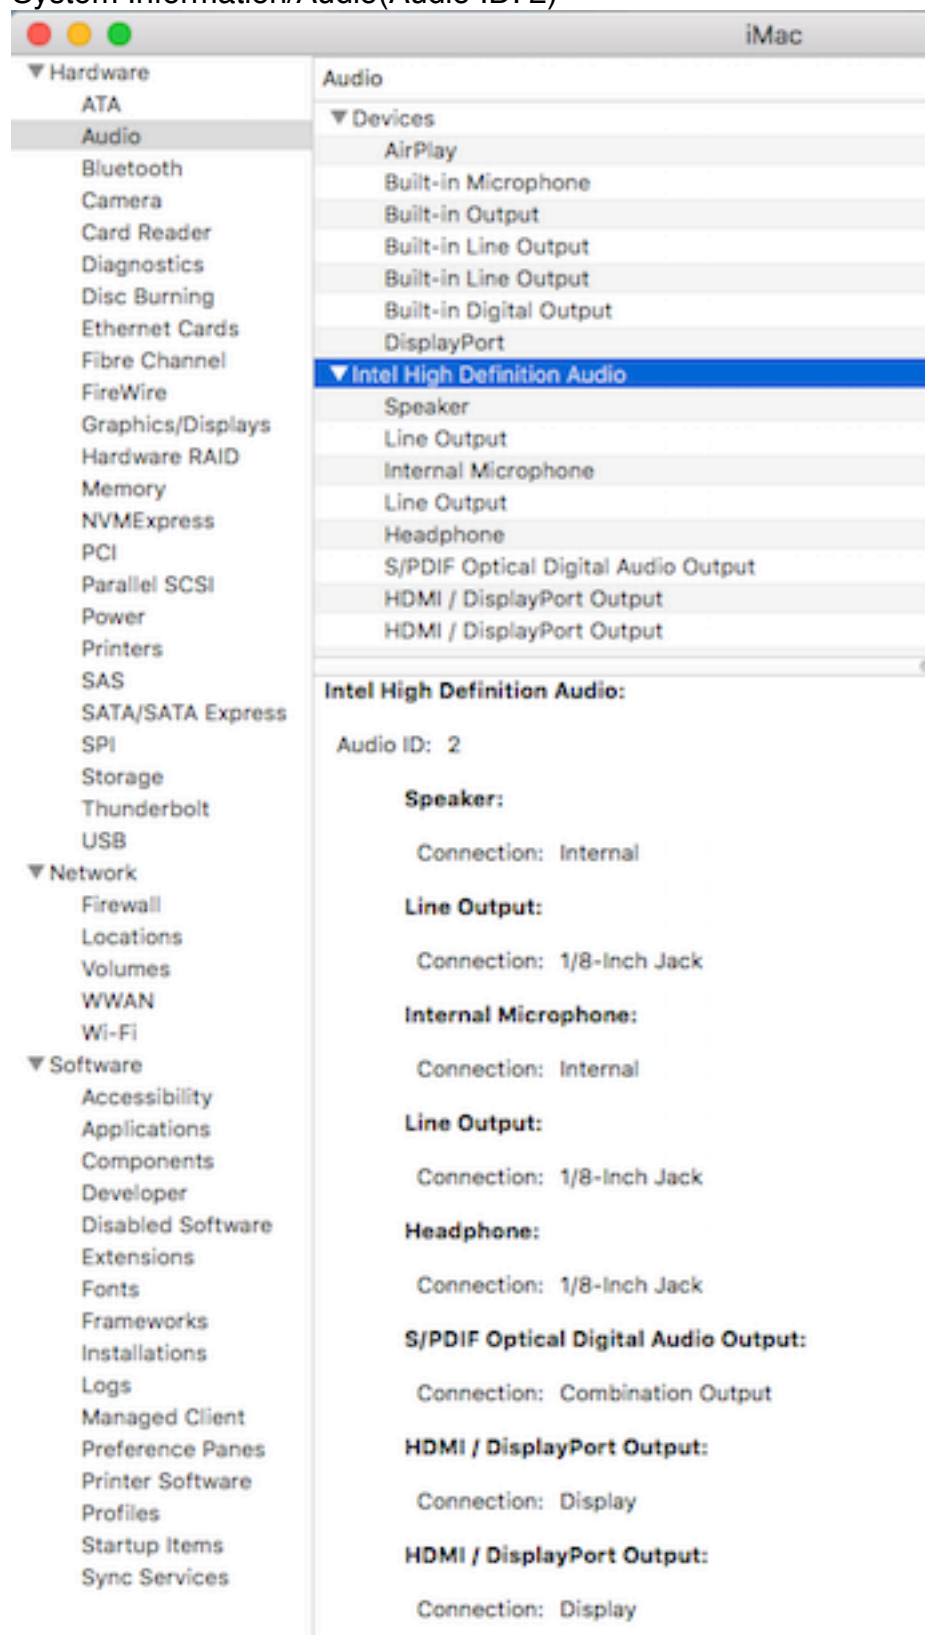 System Information/Audio(Audio ID: 2)
iMac
Hardware
ATA
Audio
Bluetooth
Camera
Card Reader
Diagnostics
Disc Burning
Ethernet Cards
Fibre Channel
FireWire
Graphics/Displays
Hardware RAID
Memory
NVMExpress
PCI
Parallel SCSI
Power
Printers
SAS
SATA/SATA Express
SPI
Storage
Thunderbolt
USB
Network
Firewall
Locations
Volumes
WWAN
Wi-Fi
Software
Accessibility
Applications
Components
Developer
Disabled Software
Extensions
Fonts
Frameworks
Installations
Logs
Managed Client
Preference Panes
Printer Software
Profiles
Startup Items
Sync Services
Audio
Devices
AirPlay
Built-in Microphone
Built-in Output
Built-in Line Output
Built-in Line Output
Built-in Digital Output
DisplayPort
Intel High Definition Audio
Speaker
Line Output
Internal Microphone
Line Output
Headphone
S/PDIF Optical Digital Audio Output
HDMI / DisplayPort Output
HDMI / DisplayPort Output
Intel High Definition Audio:
Audio ID: 2
Speaker:
Connection: Internal
Line Output:
Connection: 1/8-Inch Jack
Internal Microphone:
Connection: Internal
Line Output:
Connection: 1/8-Inch Jack
Headphone:
Connection: 1/8-Inch Jack
S/PDIF Optical Digital Audio Output:
Connection: Combination Output
HDMI / DisplayPort Output:
Connection: Display
HDMI / DisplayPort Output:
Connection: Display